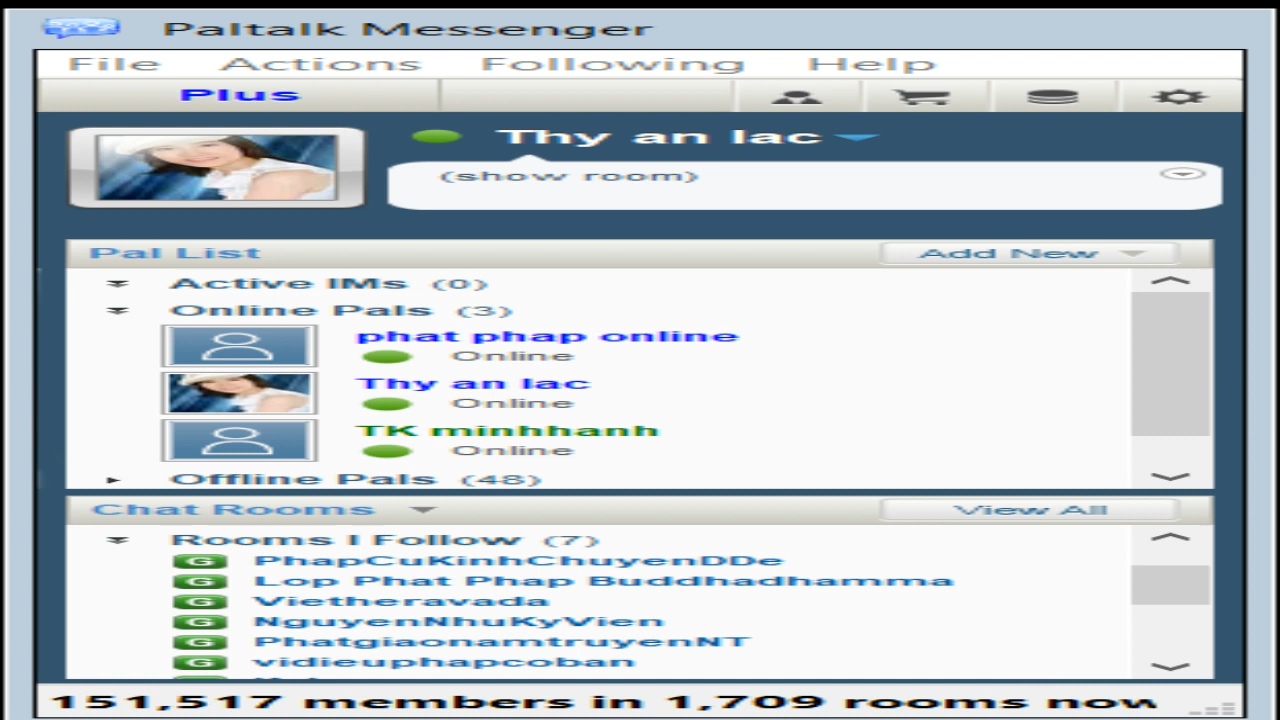 Paltalk Messenger
File Actions Following Help
Plus
Thy an lac
(show room)
Pal List Add New
Active IMs (0)
Online Pals (3)
phat phap online
Online
Thy an lac
Online
TK minhhanh
Online
Offline Pals (48)
Chat Rooms View All
Rooms I Follow (7)
G PhapCuKinhChuyenDDe
G Lop Phat Phap Buddhadhamma
G Vietheravada
G NguyenNhuKyVien
G PhatgiaonamtruyenNT
G vidieuphapcoban
151,517 members in 1,709 rooms now